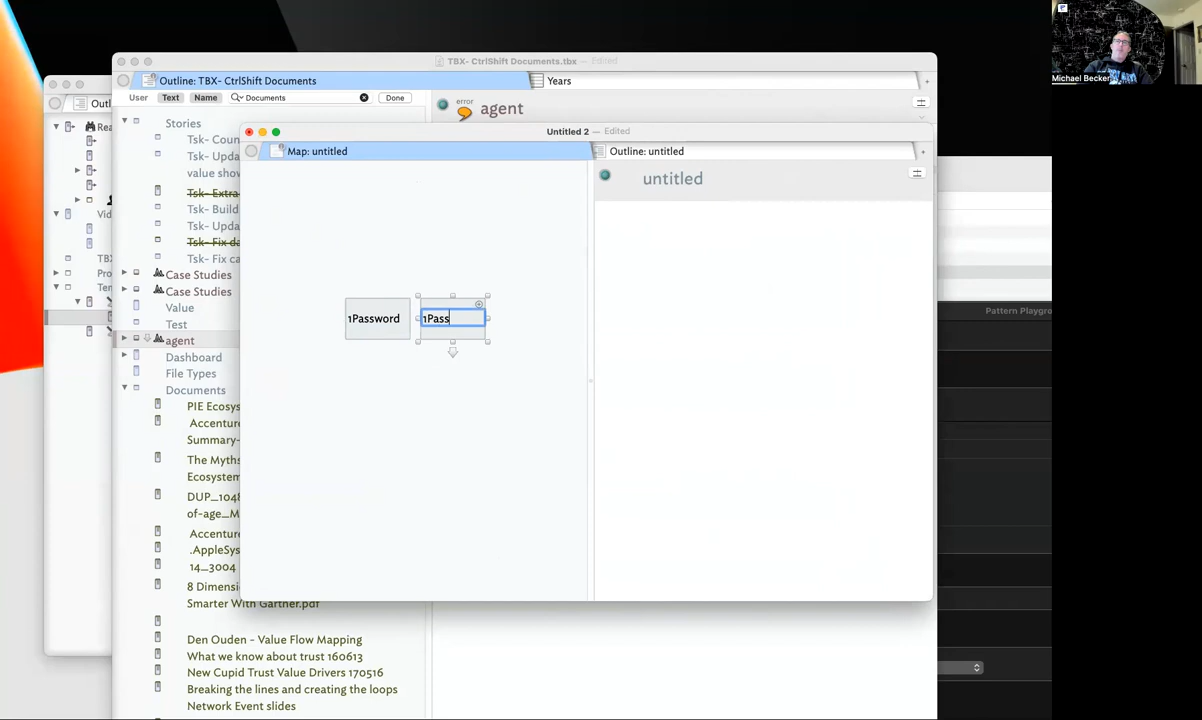 Michael Becker
TBX- CtrlShift Documents.tbx — Edited
Outline: TBX- CtrlShift Documents
Years
Outl
User Text Name Documents Done
error
agent
Rea
Stories
Tsk- Coun
Tsk- Upda
value show
Tsk- Extra
Tsk- Build
Tsk- Upda
Tsk- Fix da
Tsk- Fix ca
Vid
TBX
Pro
Tem
Case Studies
Case Studies
Value
Test
agent
Dashboard
File Types
Documents
PIE Ecosy
Accenture
Summary-
The Myths
Ecosystem
DUP_1048
of-age_M
Accenture
.AppleSys
14_3004
8 Dimensi
Smarter With Gartner.pdf
Den Ouden - Value Flow Mapping
What we know about trust 160613
New Cupid Trust Value Drivers 170516
Breaking the lines and creating the loops
Network Event slides
Untitled 2 — Edited
Map: untitled
Outline: untitled
untitled
1Password
1Pass
Pattern Playgroun